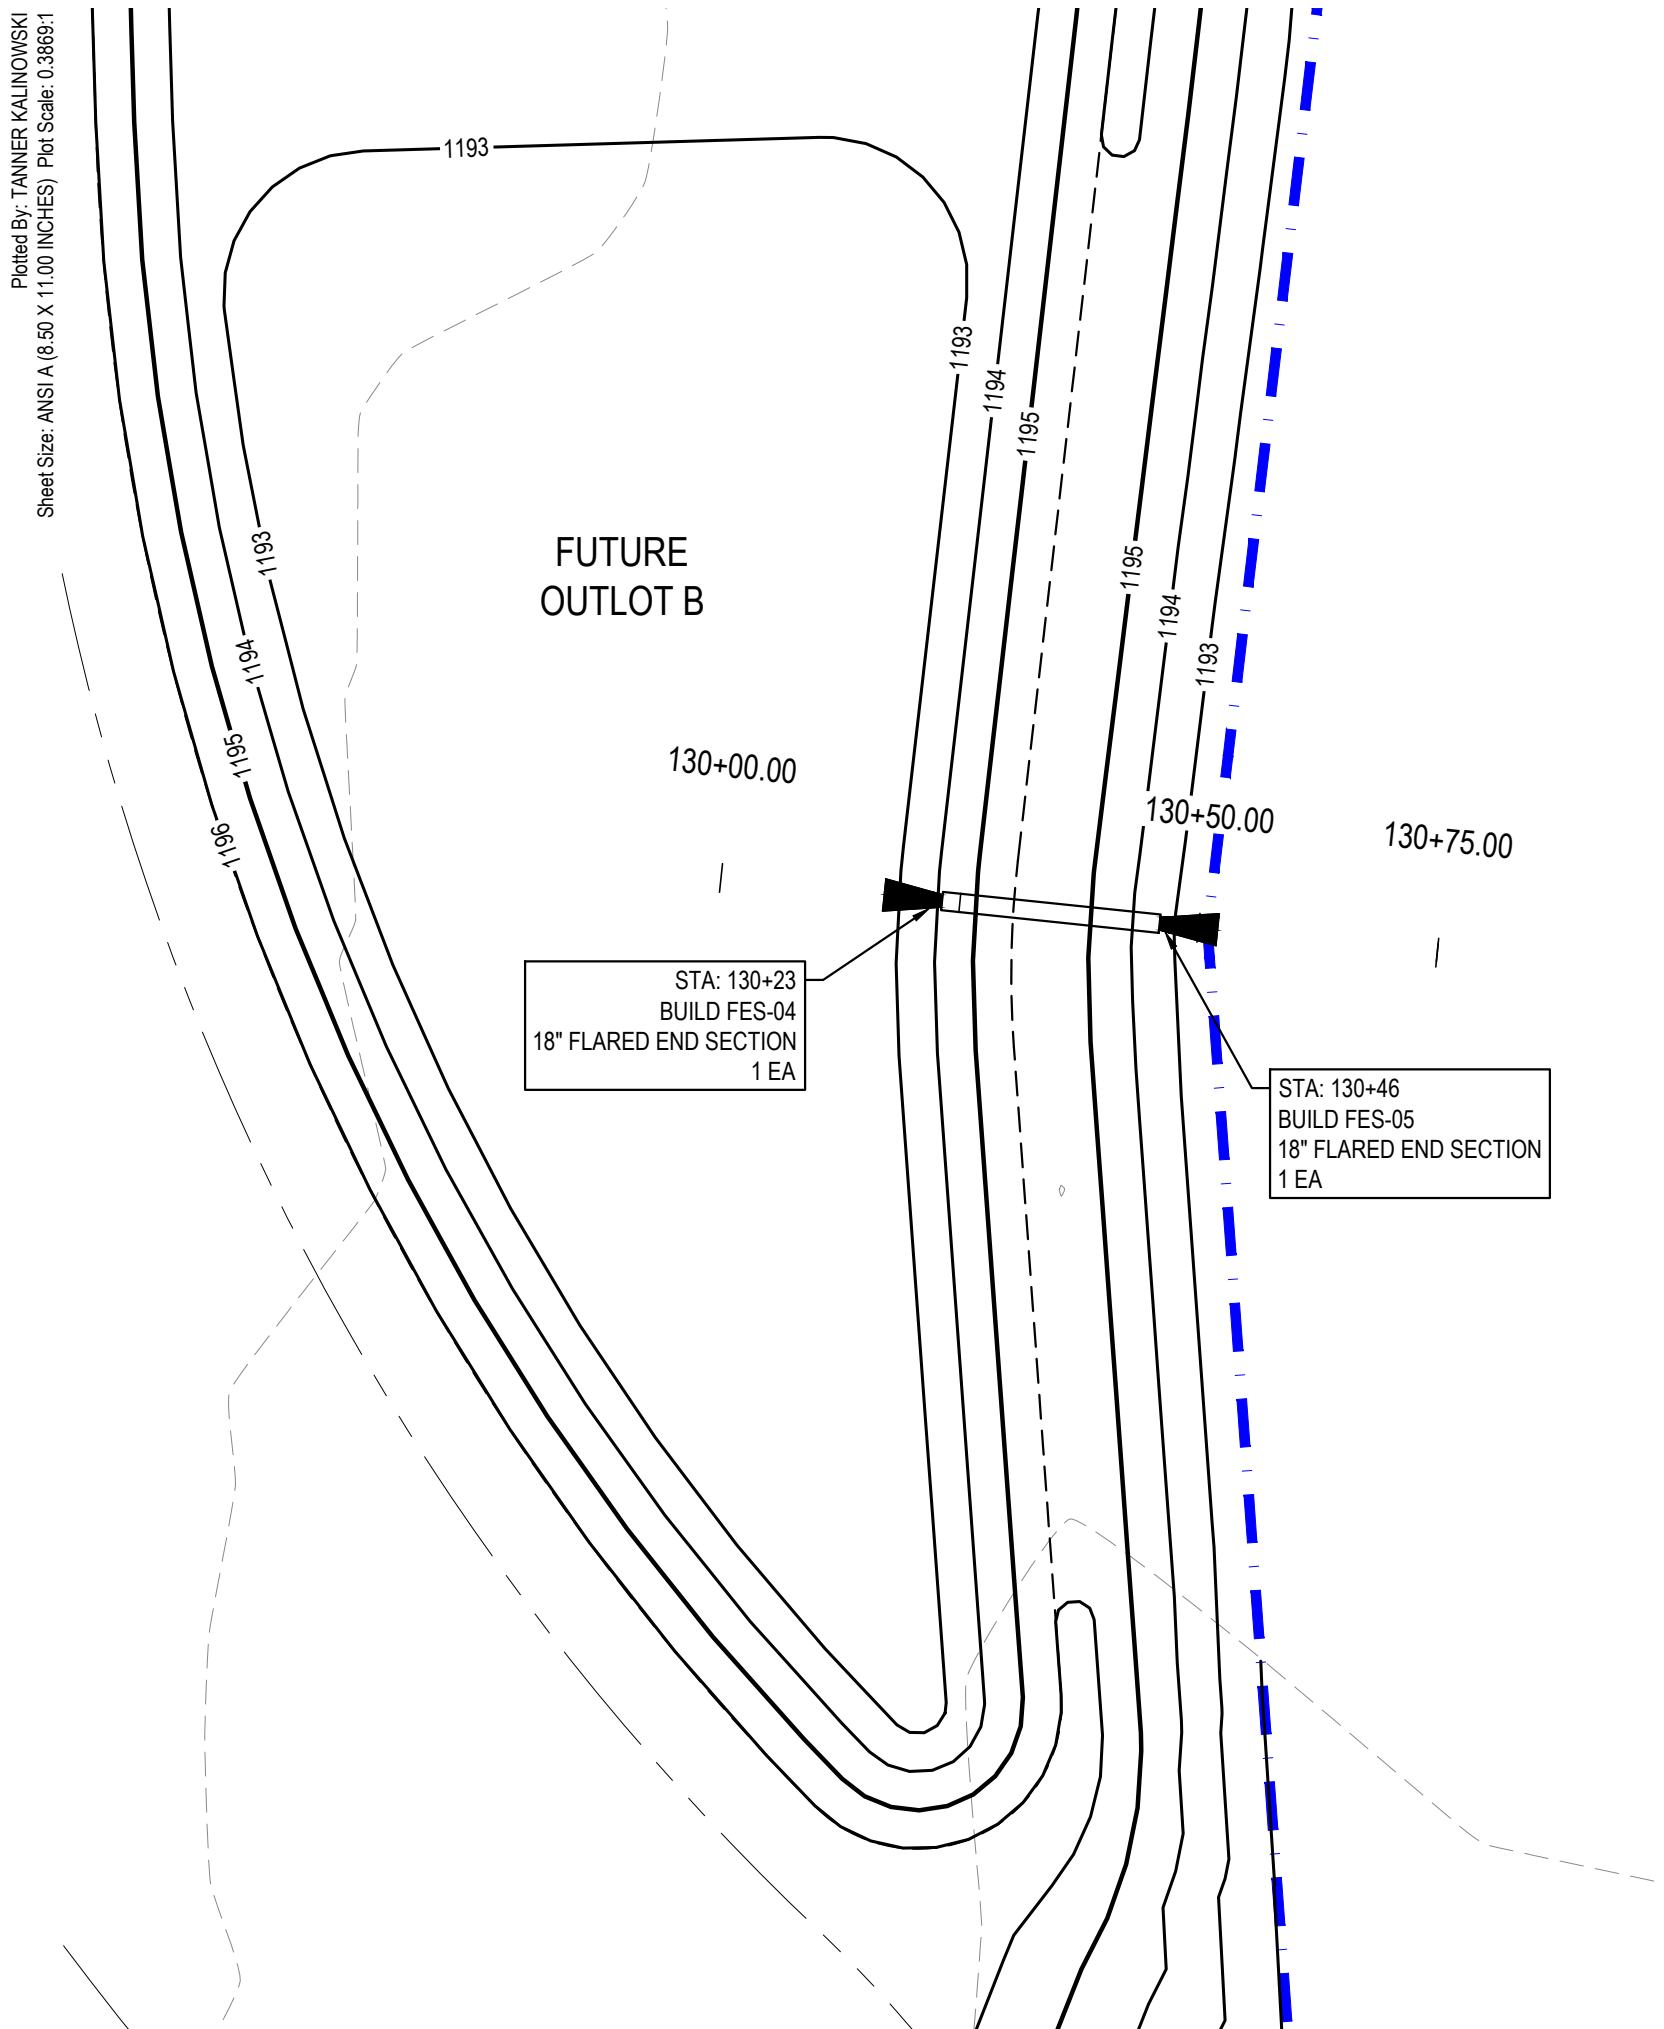 Plotted By: TANNER KALINOWSKI
Sheet Size: ANSI A (8.50 X 11.00 INCHES) Plot Scale: 0.3869:1
1193
1193
1194
1195
1193
1194
1195
1196
1195
1194
1193
FUTURE
OUTLOT B
130+00.00
130+50.00
130+75.00
STA: 130+23
BUILD FES-04
18" FLARED END SECTION
1 EA
STA: 130+46
BUILD FES-05
18" FLARED END SECTION
1 EA